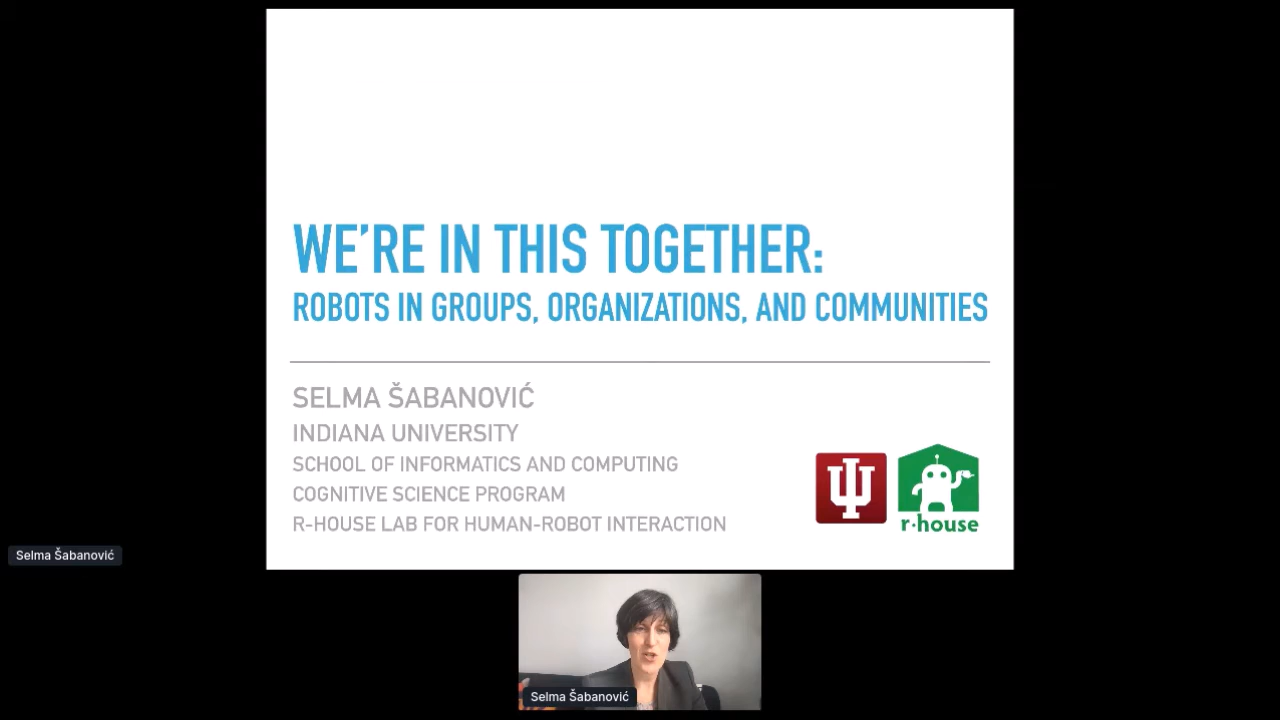 WE'RE IN THIS TOGETHER:
ROBOTS IN GROUPS, ORGANIZATIONS, AND COMMUNITIES
SELMA ŠABANOVIĆ
INDIANA UNIVERSITY
SCHOOL OF INFORMATICS AND COMPUTING
COGNITIVE SCIENCE PROGRAM
R-HOUSE LAB FOR HUMAN-ROBOT INTERACTION
r·house
Selma Šabanović
Selma Šabanović